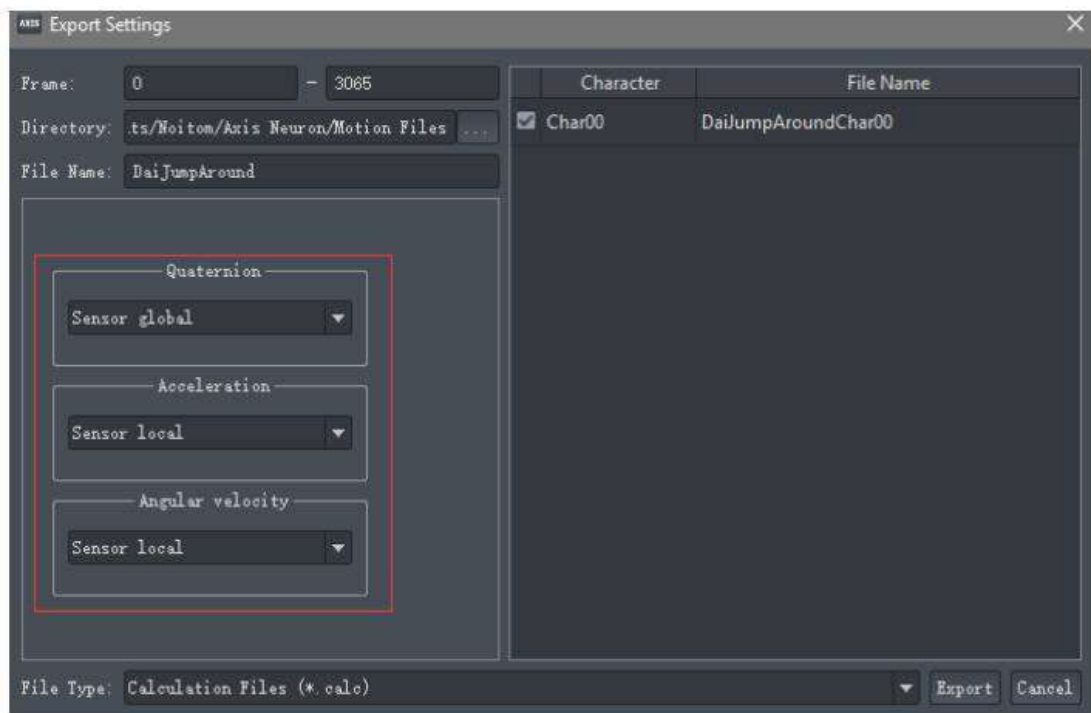 AXIS Export Settings
Frame: 0 - 3065
Directory: .ts/Noitom/Axis Neuron/Motion Files ...
File Name: DaiJumpAround
Quaternion
Sensor global
Acceleration
Sensor local
Angular velocity
Sensor local
Character File Name
Char00 DaiJumpAroundChar00
File Type: Calculation Files (*.calc) Export Cancel